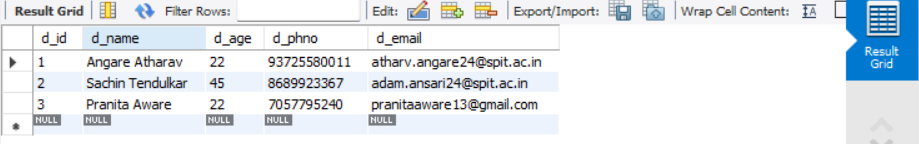 Result Grid Filter Rows: Edit: Export/Import: Wrap Cell Content: IA
d_id d_name d_age d_phno d_email
1 Angare Atharav 22 93725580011 atharv.angare24@spit.ac.in
2 Sachin Tendulkar 45 8689923367 adam.ansari24@spit.ac.in
3 Pranita Aware 22 7057795240 pranitaaware13@gmail.com
NULL NULL NULL NULL NULL
Result
Grid